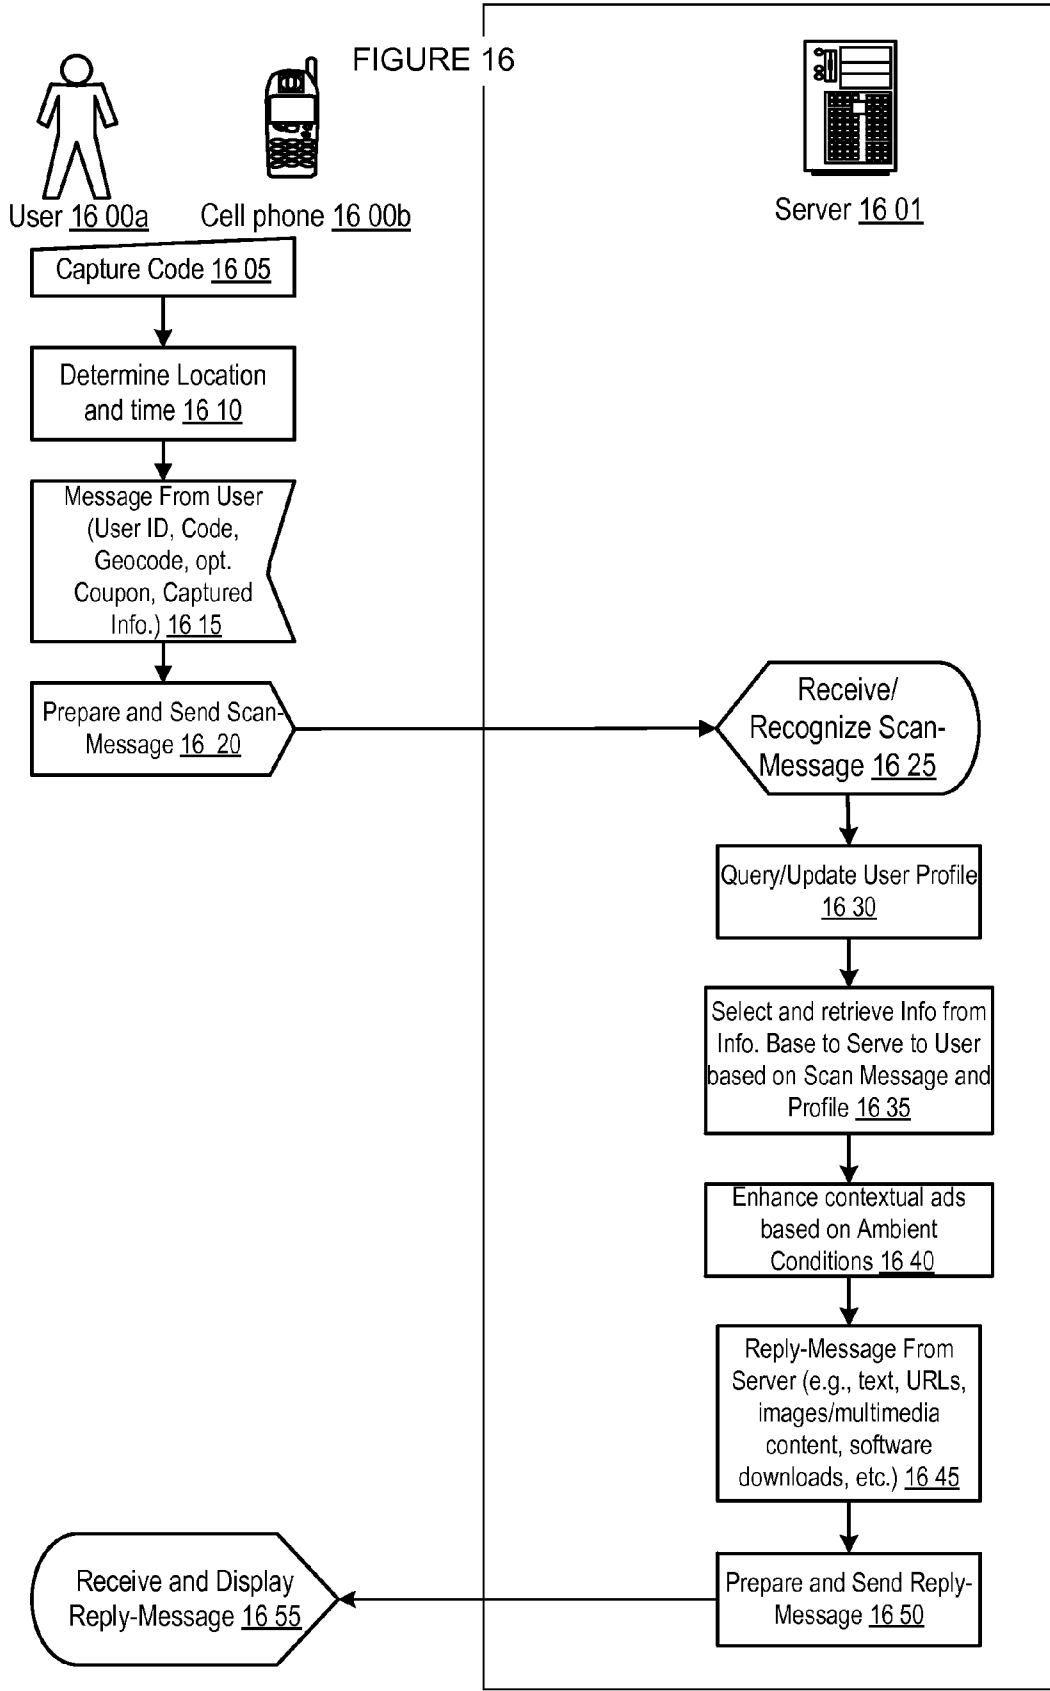 FIGURE 16
User 16 00a
Cell phone 16 00b
Server 16 01
Capture Code 16 05
Determine Location
and time 16 10
Message From User
(User ID, Code,
Geocode, opt.
Coupon, Captured
Info.) 16 15
Prepare and Send Scan-
Message 16 20
Receive/
Recognize Scan-
Message 16 25
Query/Update User Profile
16 30
Select and retrieve Info from
Info. Base to Serve to User
based on Scan Message and
Profile 16 35
Enhance contextual ads
based on Ambient
Conditions 16 40
Reply-Message From
Server (e.g., text, URLs,
images/multimedia
content, software
downloads, etc.) 16 45
Prepare and Send Reply-
Message 16 50
Receive and Display
Reply-Message 16 55